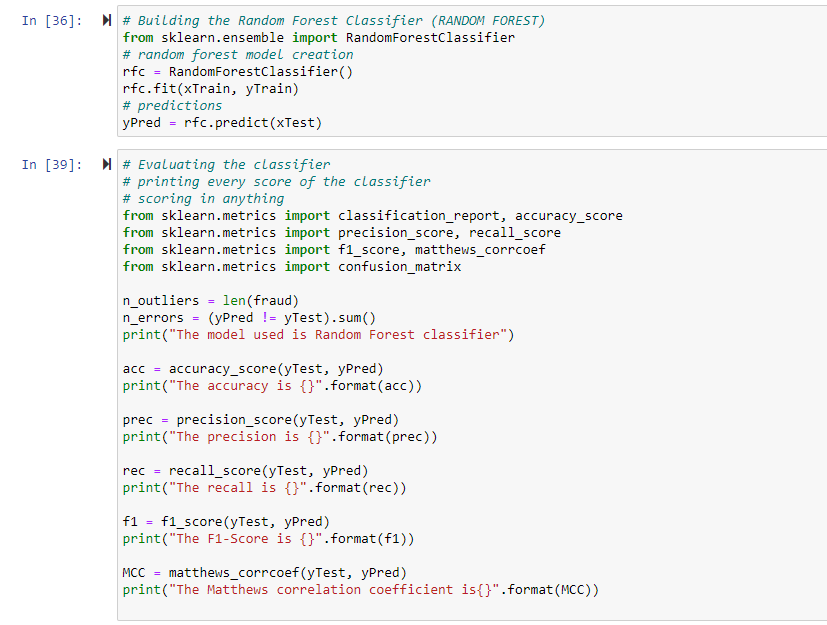 In [36]:
# Building the Random Forest Classifier (RANDOM FOREST)
from sklearn.ensemble import RandomForestClassifier
# random forest model creation
rfc = RandomForestClassifier()
rfc.fit(xTrain, yTrain)
# predictions
yPred = rfc.predict(xTest)
In [39]:
# Evaluating the classifier
# printing every score of the classifier
# scoring in anything
from sklearn.metrics import classification_report, accuracy_score
from sklearn.metrics import precision_score, recall_score
from sklearn.metrics import f1_score, matthews_corrcoef
from sklearn.metrics import confusion_matrix
n_outliers = len(fraud)
n_errors = (yPred != yTest).sum()
print("The model used is Random Forest classifier")
acc = accuracy_score(yTest, yPred)
print("The accuracy is {}".format(acc))
prec = precision_score(yTest, yPred)
print("The precision is {}".format(prec))
rec = recall_score(yTest, yPred)
print("The recall is {}".format(rec))
f1 = f1_score(yTest, yPred)
print("The F1-Score is {}".format(f1))
MCC = matthews_corrcoef(yTest, yPred)
print("The Matthews correlation coefficient is{}".format(MCC))